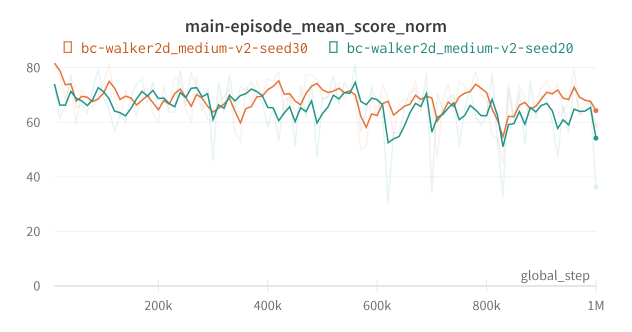 main-episode_mean_score_norm
bc-walker2d_medium-v2-seed30 bc-walker2d_medium-v2-seed20
80
60
40
20
0
global_step
200k 400k 600k 800k 1M